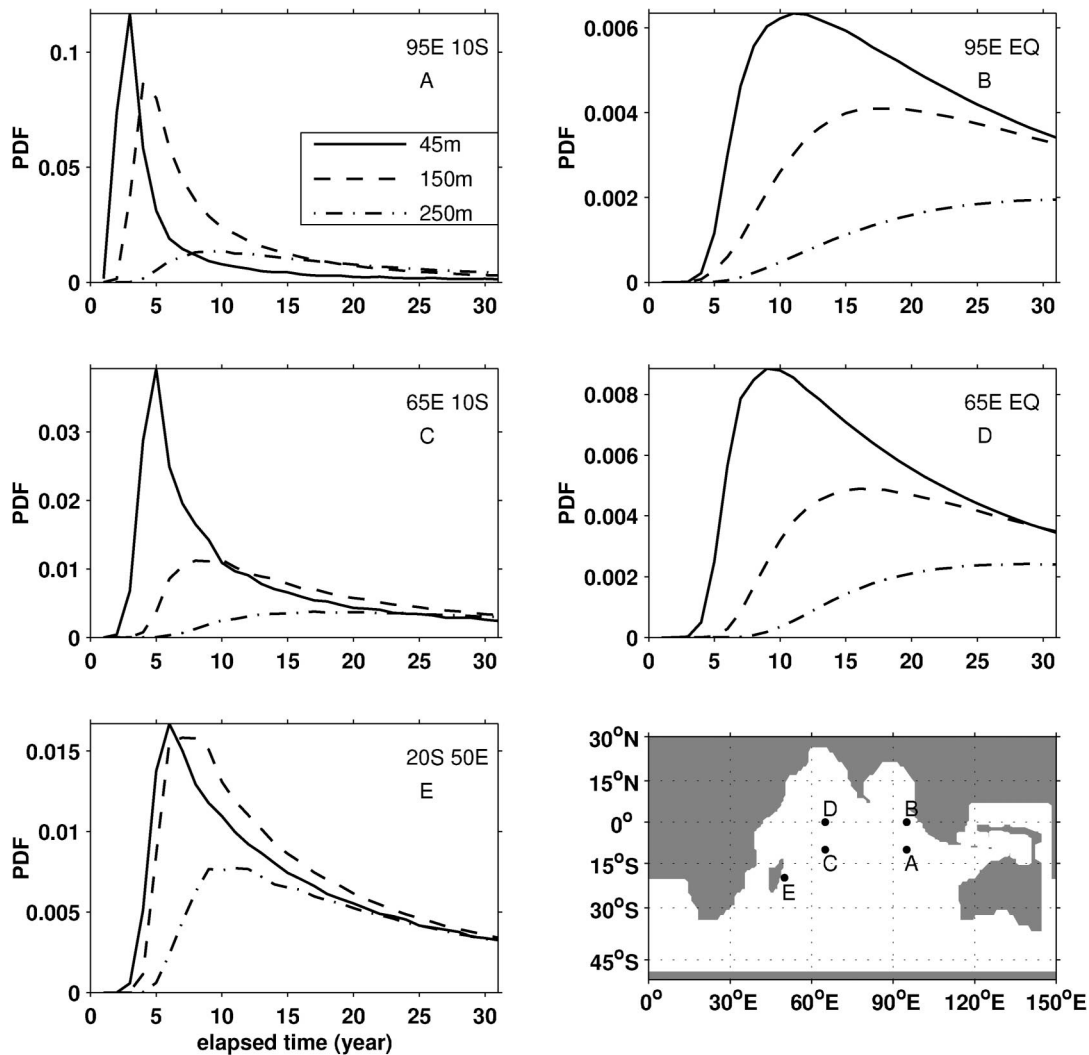 95E 10S
A
45m
150m
250m
PDF
0.1
0.05
0
0 5 10 15 20 25 30
95E EQ
B
PDF
0.006
0.004
0.002
0
0 5 10 15 20 25 30
65E 10S
C
PDF
0.03
0.02
0.01
0
0 5 10 15 20 25 30
65E EQ
D
PDF
0.008
0.006
0.004
0.002
0
0 5 10 15 20 25 30
20S 50E
E
PDF
0.015
0.01
0.005
0
0 5 10 15 20 25 30
elapsed time (year)
30°N
15°N
0°
15°S
30°S
45°S
D B
C A
E
0° 30°E 60°E 90°E 120°E 150°E